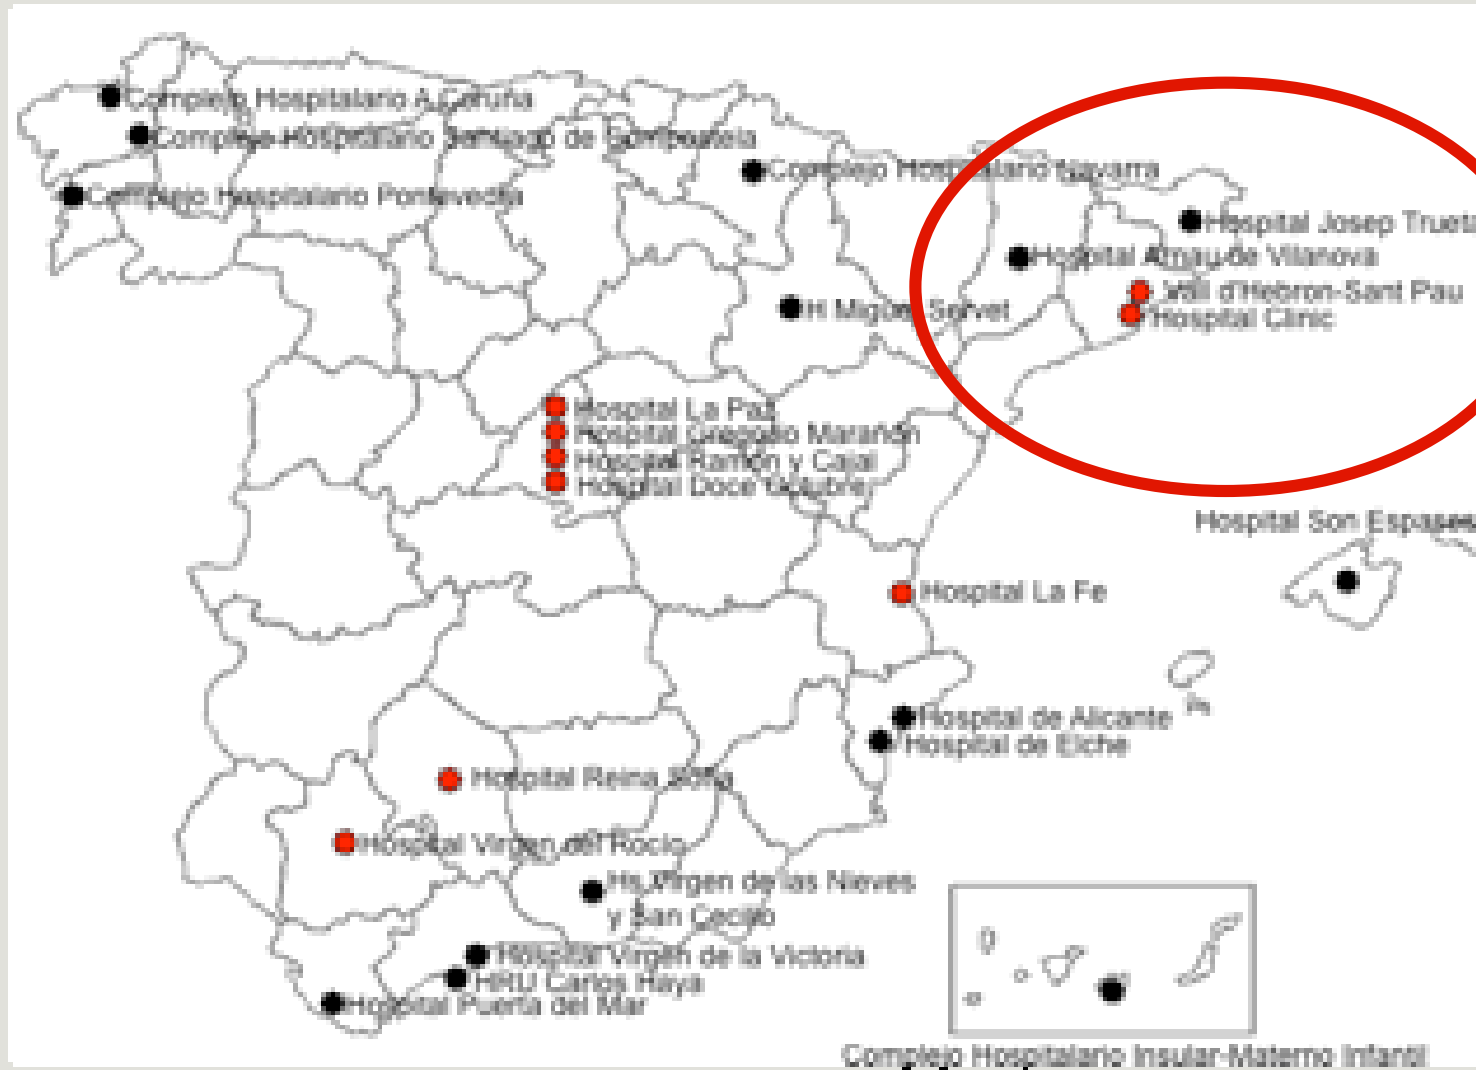 Complejo Hospitalario A Coruña
Complejo Hospitalario Santiago de Compostela
Complejo Hospitalario Navarra
Complejo Hospitalario Pontevedra
Hospital Josep Trueta
Hospital Arnau de Vilanova
Vall d'Hebron-Sant Pau
H Miguel Servet
Hospital Clinic
Hospital La Paz
Hospital Gregorio Marañón
Hospital Ramón y Cajal
Hospital Doce Octubre
Hospital Son Espases
Hospital La Fe
Hospital de Alicante
Hospital de Elche
Hospital Reina Sofia
Hospital Virgen del Rocio
Hs Virgen de las Nieves
y San Cecilio
Hospital Virgen de la Victoria
HRU Carlos Haya
Hospital Puerta del Mar
Complejo Hospitalario Insular-Materno Infantil